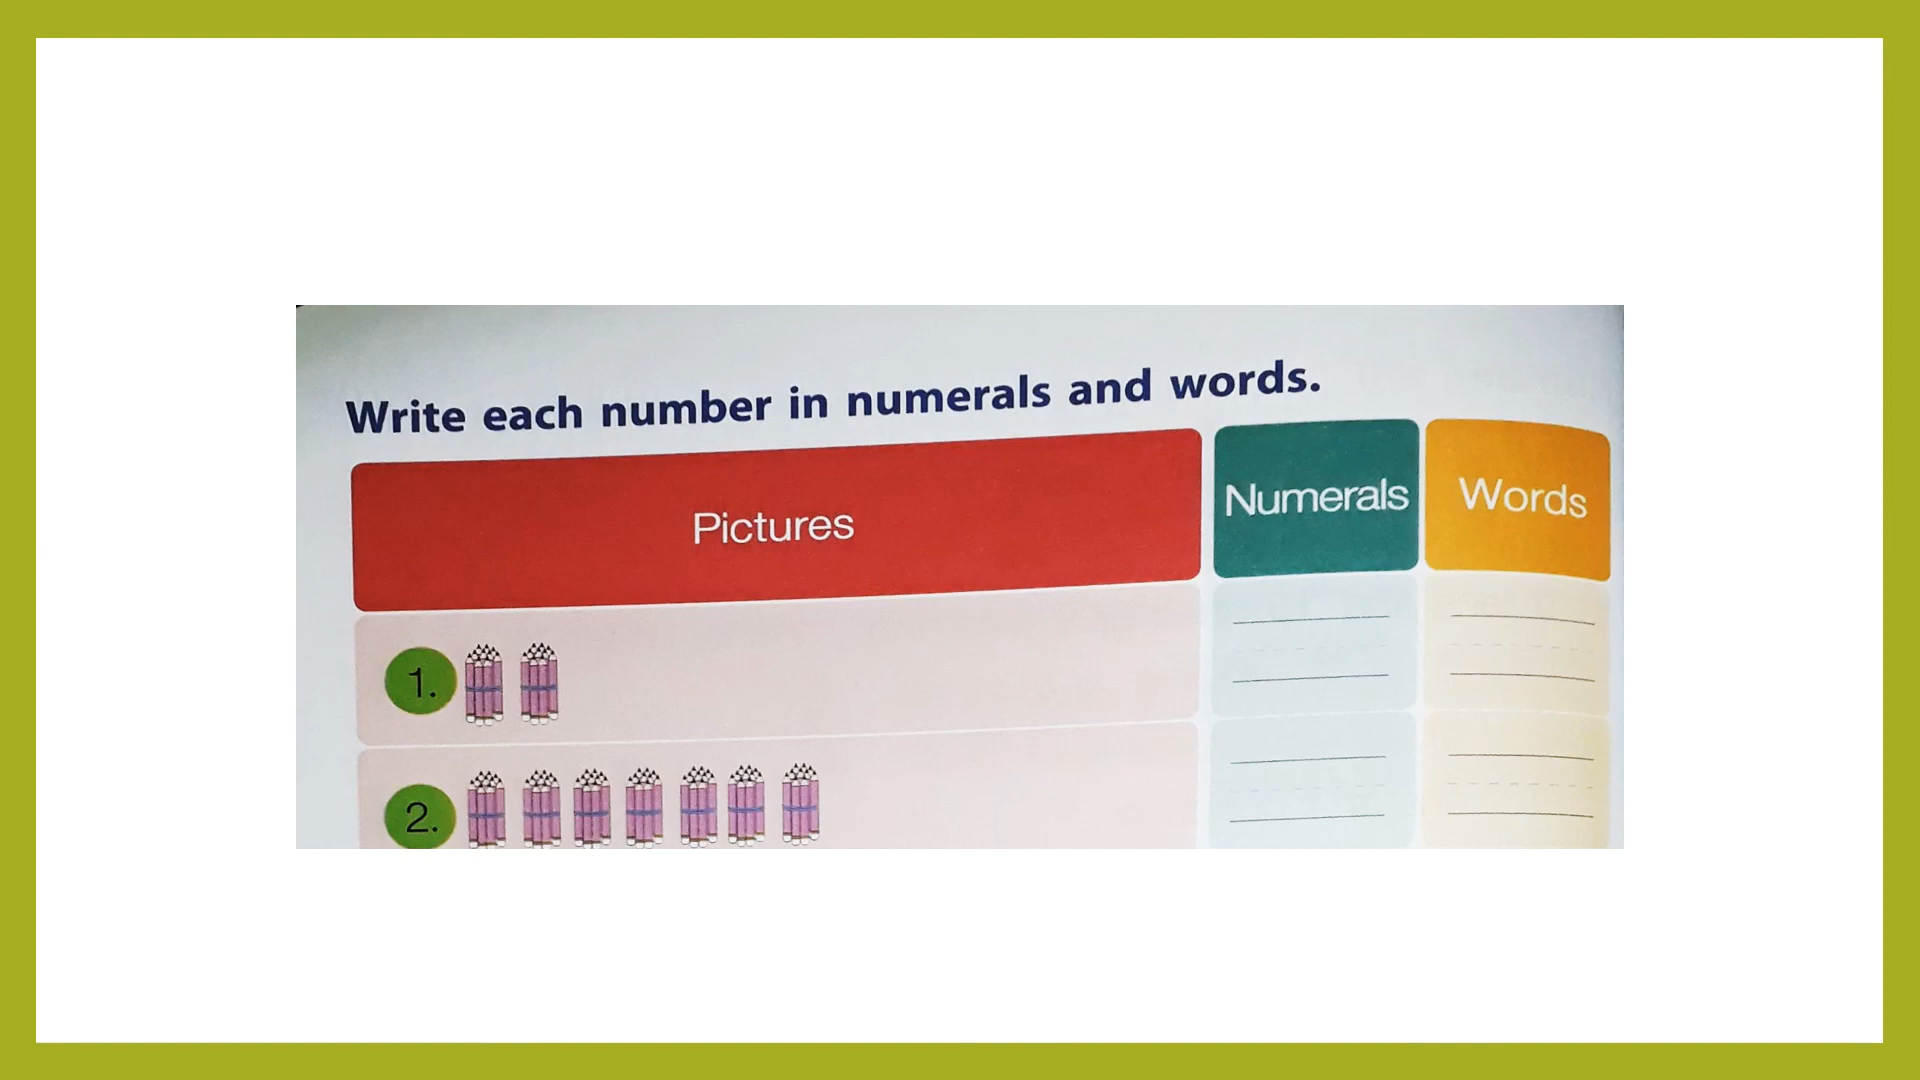 Write each number in numerals and words.
Pictures Numerals Words
1.
2.